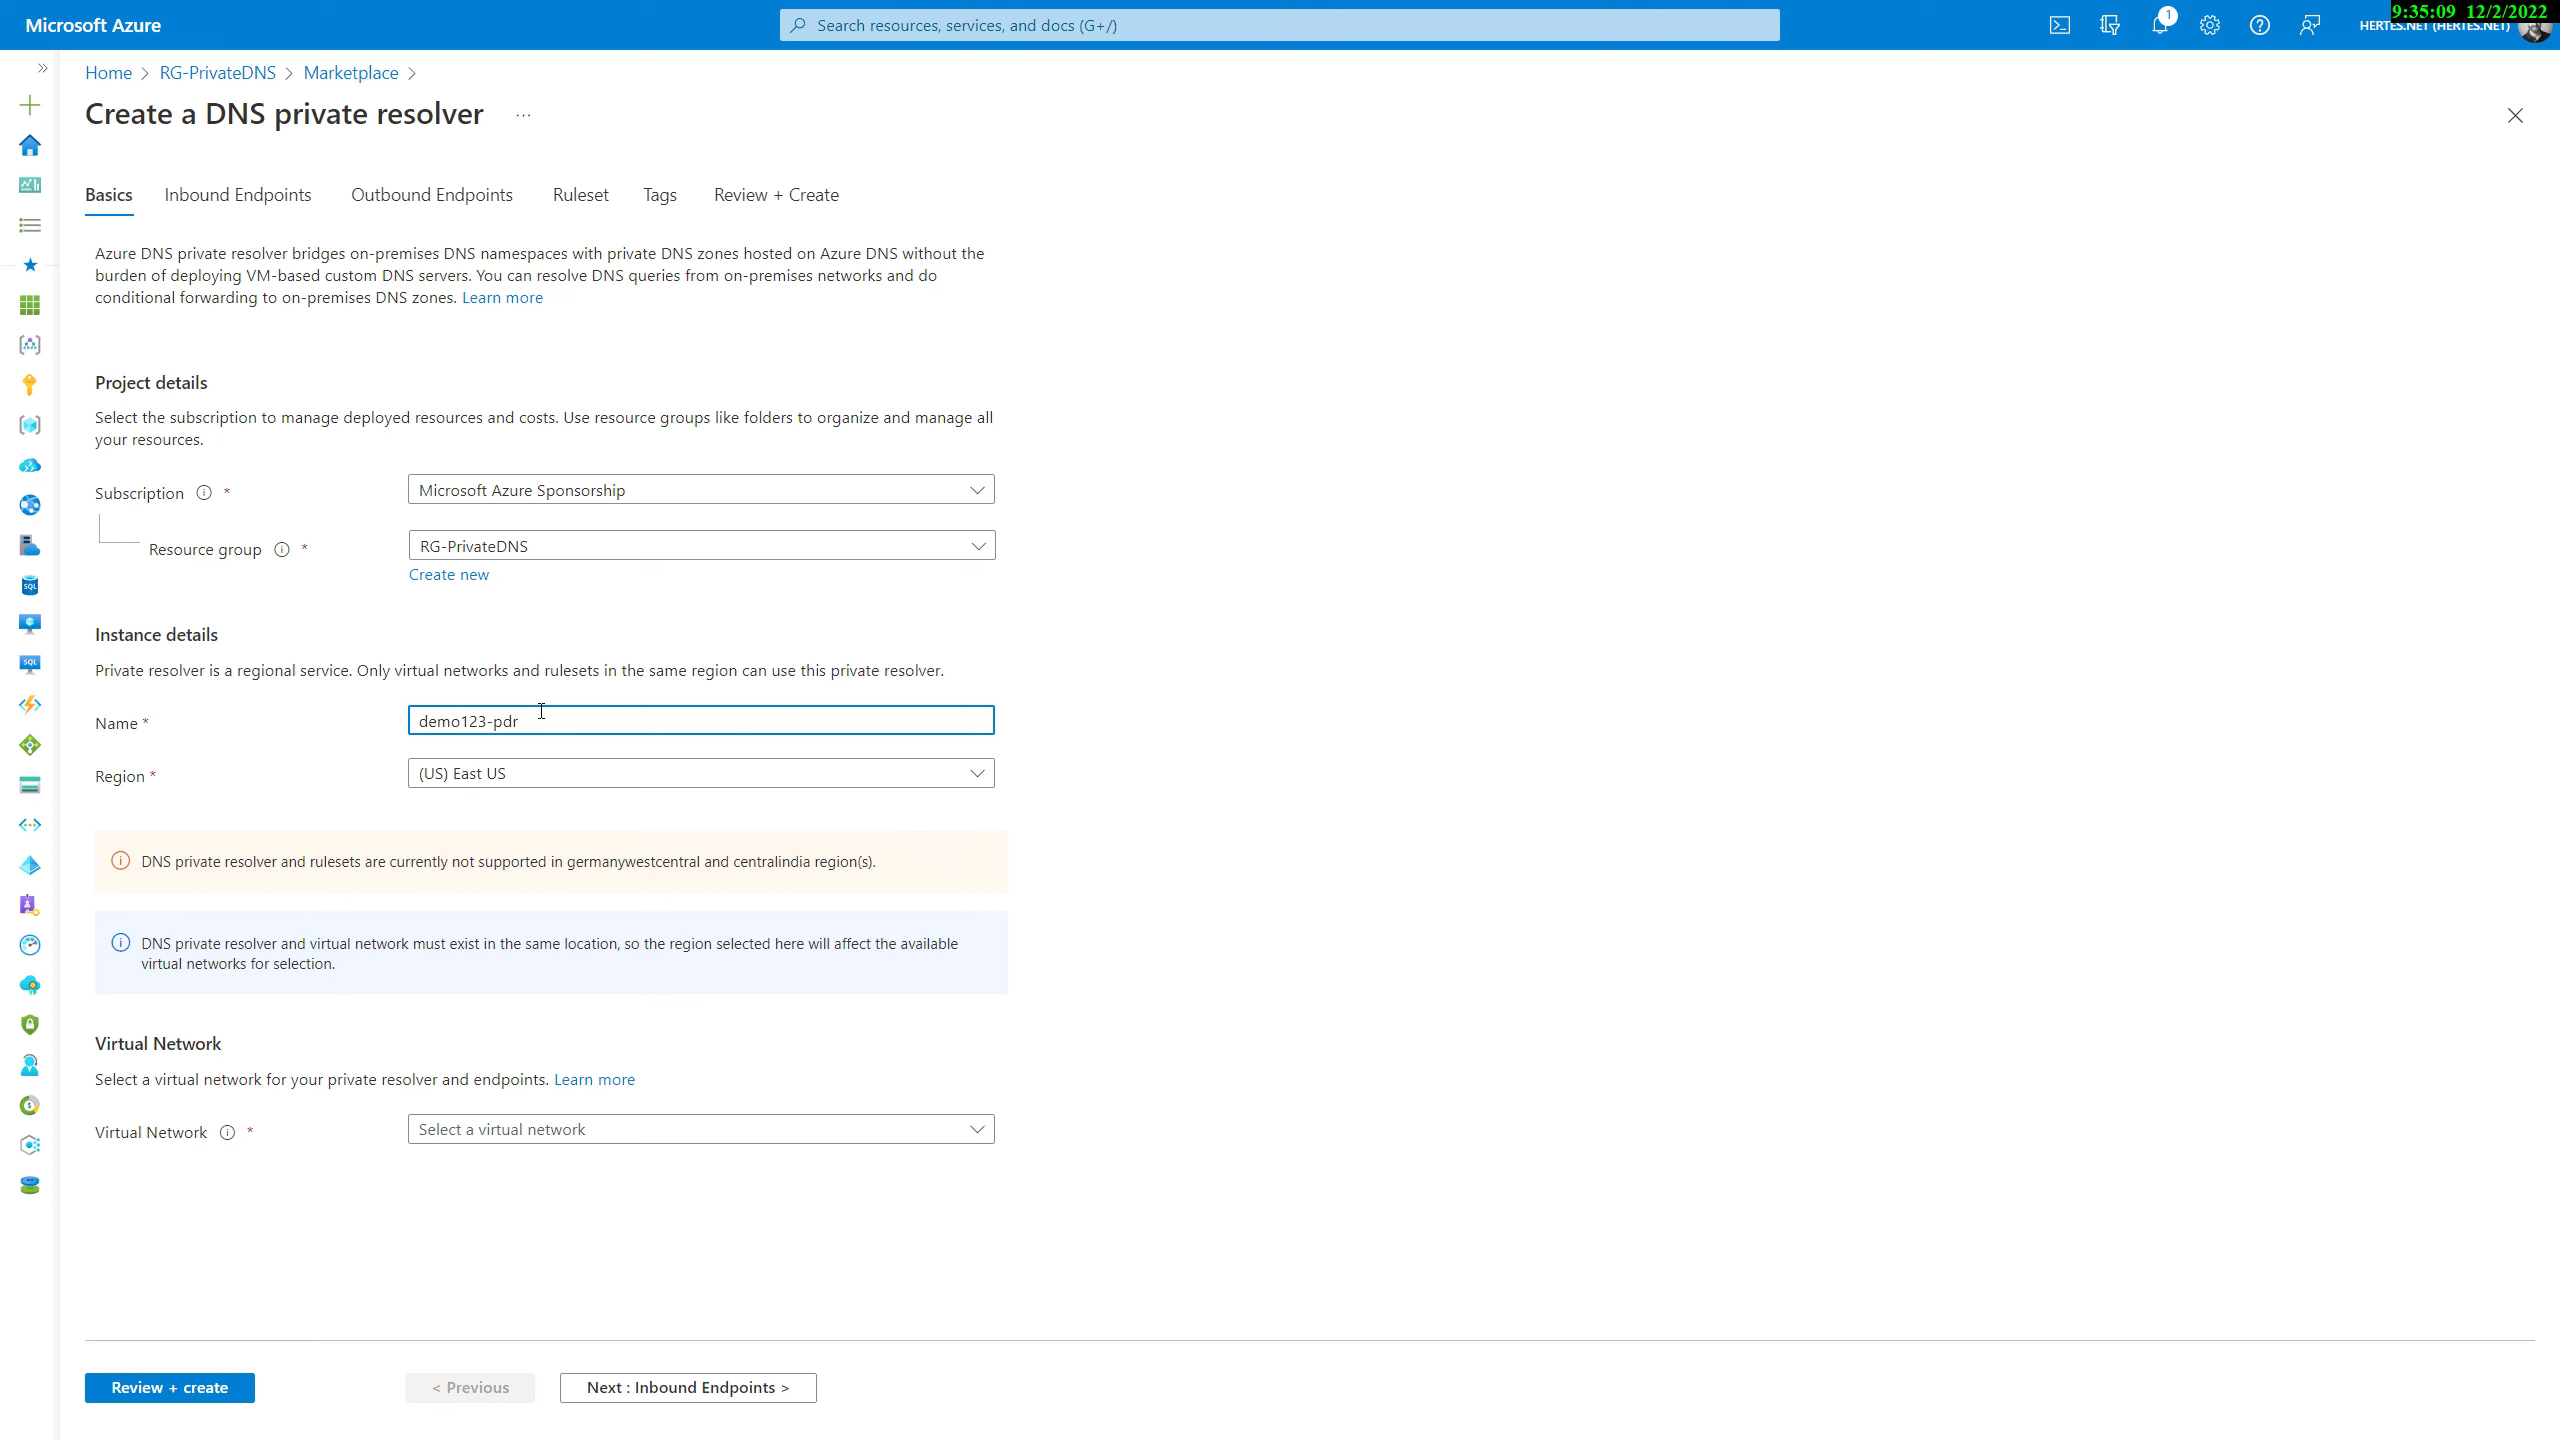 Microsoft Azure
Search resources, services, and docs (G+/)
1
9:35:09 12/2/2022
HERTES.NET (HERTES.NET)
Home > RG-PrivateDNS > Marketplace >
Create a DNS private resolver ...
Basics Inbound Endpoints Outbound Endpoints Ruleset Tags Review + Create
Azure DNS private resolver bridges on-premises DNS namespaces with private DNS zones hosted on Azure DNS without the
burden of deploying VM-based custom DNS servers. You can resolve DNS queries from on-premises networks and do
conditional forwarding to on-premises DNS zones. Learn more
Project details
Select the subscription to manage deployed resources and costs. Use resource groups like folders to organize and manage all
your resources.
Subscription * Microsoft Azure Sponsorship
Resource group * RG-PrivateDNS
Create new
Instance details
Private resolver is a regional service. Only virtual networks and rulesets in the same region can use this private resolver.
Name * demo123-pdr
Region * (US) East US
DNS private resolver and rulesets are currently not supported in germanywestcentral and centralindia region(s).
DNS private resolver and virtual network must exist in the same location, so the region selected here will affect the available
virtual networks for selection.
Virtual Network
Select a virtual network for your private resolver and endpoints. Learn more
Virtual Network * Select a virtual network
Review + create < Previous Next : Inbound Endpoints >